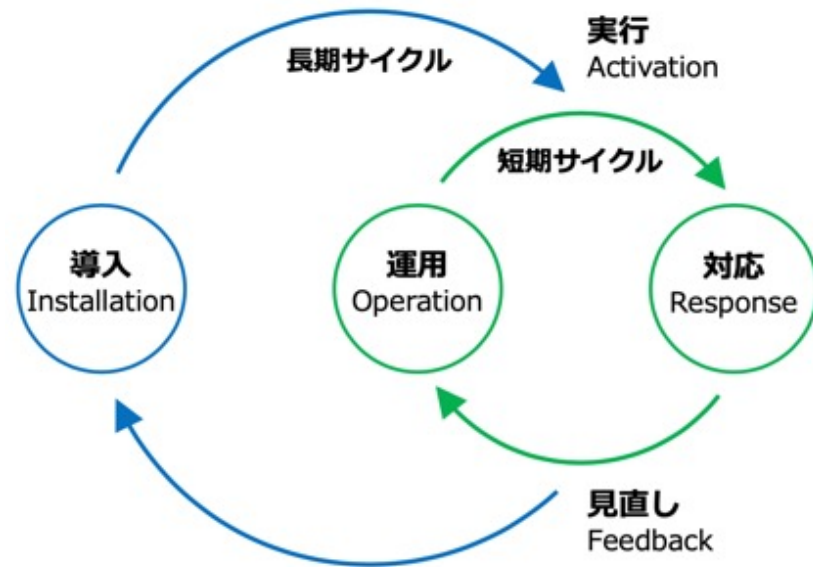 長期サイクル
実行
Activation
短期サイクル
導入
Installation
運用
Operation
対応
Response
見直し
Feedback